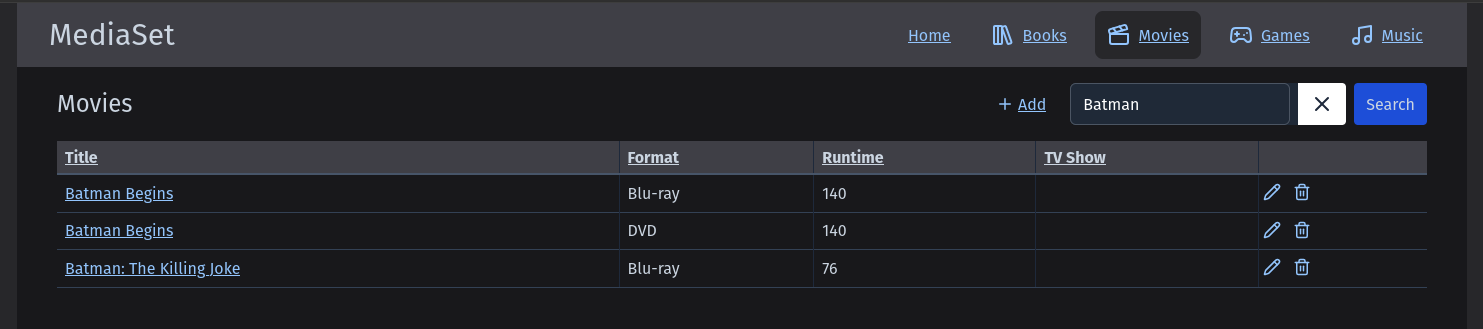 MediaSet Home Books Movies Games Music
Movies + Add Batman Search
Title Format Runtime TV Show
Batman Begins Blu-ray 140
Batman Begins DVD 140
Batman: The Killing Joke Blu-ray 76